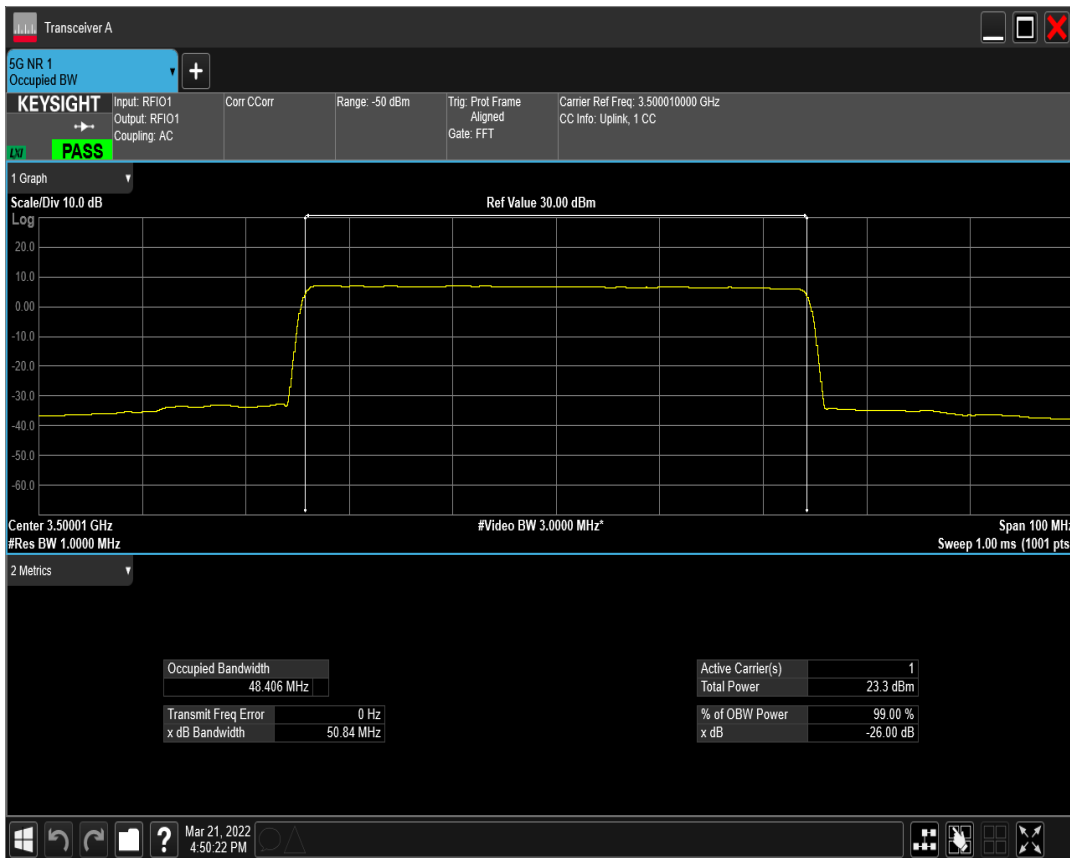 Transceiver A
5G NR 1
Occupied BW
KEYSIGHT
LXI
PASS
Input: RFIO1
Output: RFIO1
Coupling: AC
Corr CCorr
Range: -50 dBm
Trig: Prot Frame
Aligned
Gate: FFT
Carrier Ref Freq: 3.500010000 GHz
CC Info: Uplink, 1 CC
1 Graph
Scale/Div 10.0 dB
Ref Value 30.00 dBm
Log
20.0
10.0
0.00
-10.0
-20.0
-30.0
-40.0
-50.0
-60.0
Center 3.50001 GHz
#Video BW 3.0000 MHz*
Span 100 MHz
#Res BW 1.0000 MHz
Sweep 1.00 ms (1001 pts
2 Metrics
Occupied Bandwidth
48.406 MHz
Transmit Freq Error 0 Hz
x dB Bandwidth 50.84 MHz
Active Carrier(s) 1
Total Power 23.3 dBm
% of OBW Power 99.00 %
x dB -26.00 dB
?
Mar 21, 2022
4:50:22 PM